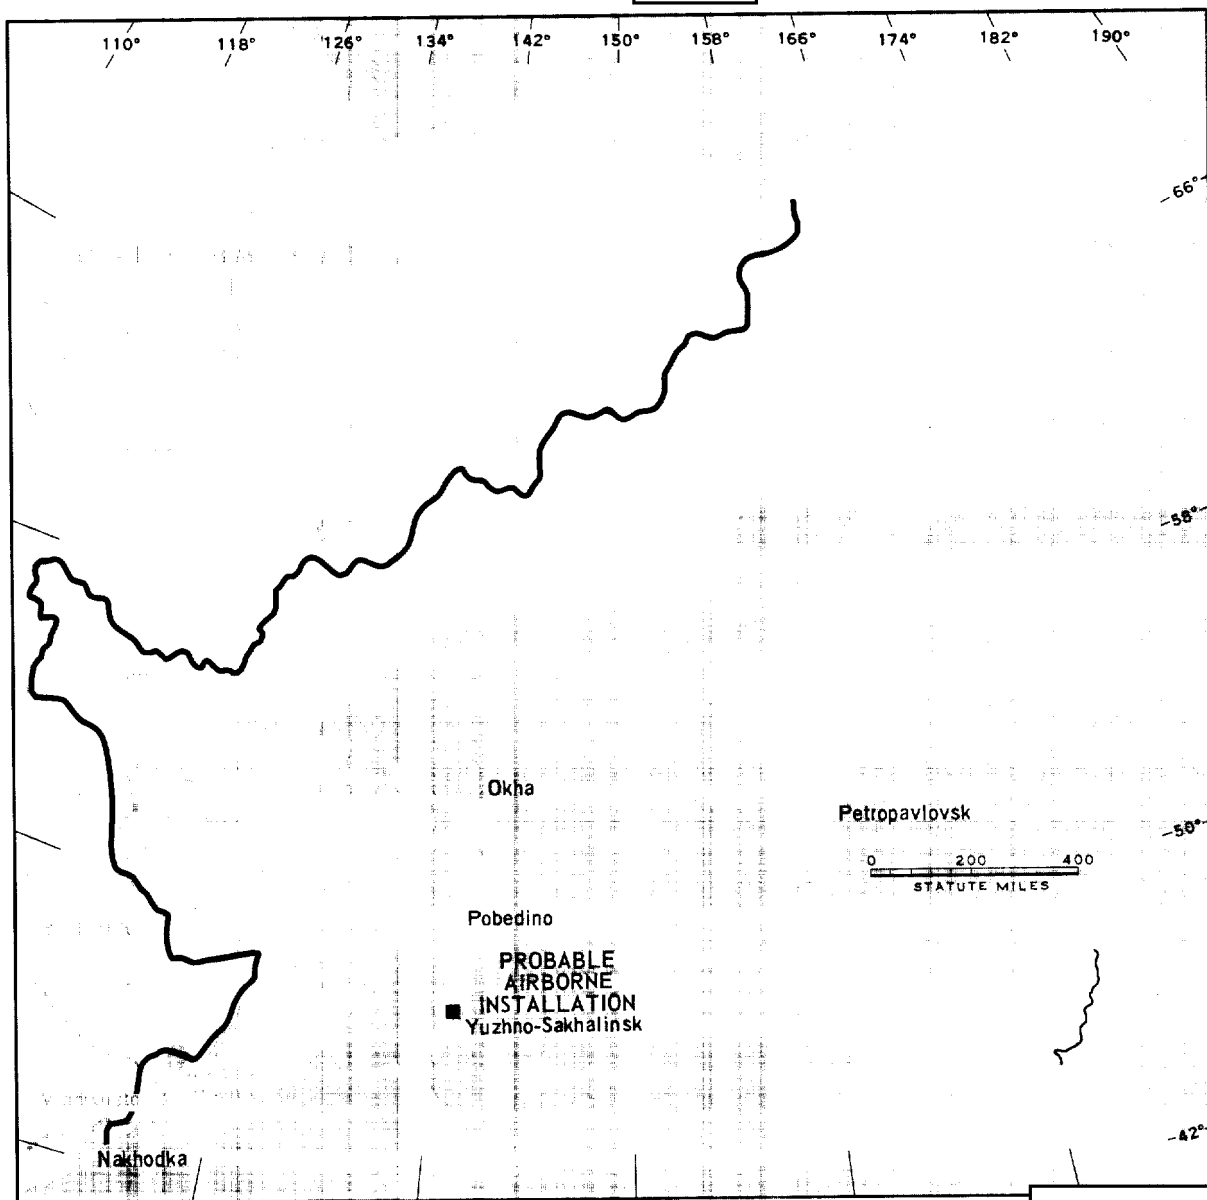 110° 118° 126° 134° 142° 150° 158° 166° 174° 182° 190°
66°
58°
Okha
Petropavlovsk
50°
0 200 400
STATUTE MILES
Pobedino
PROBABLE
AIRBORNE
INSTALLATION
Yuzhno-Sakhalinsk
42°
Nakhodka